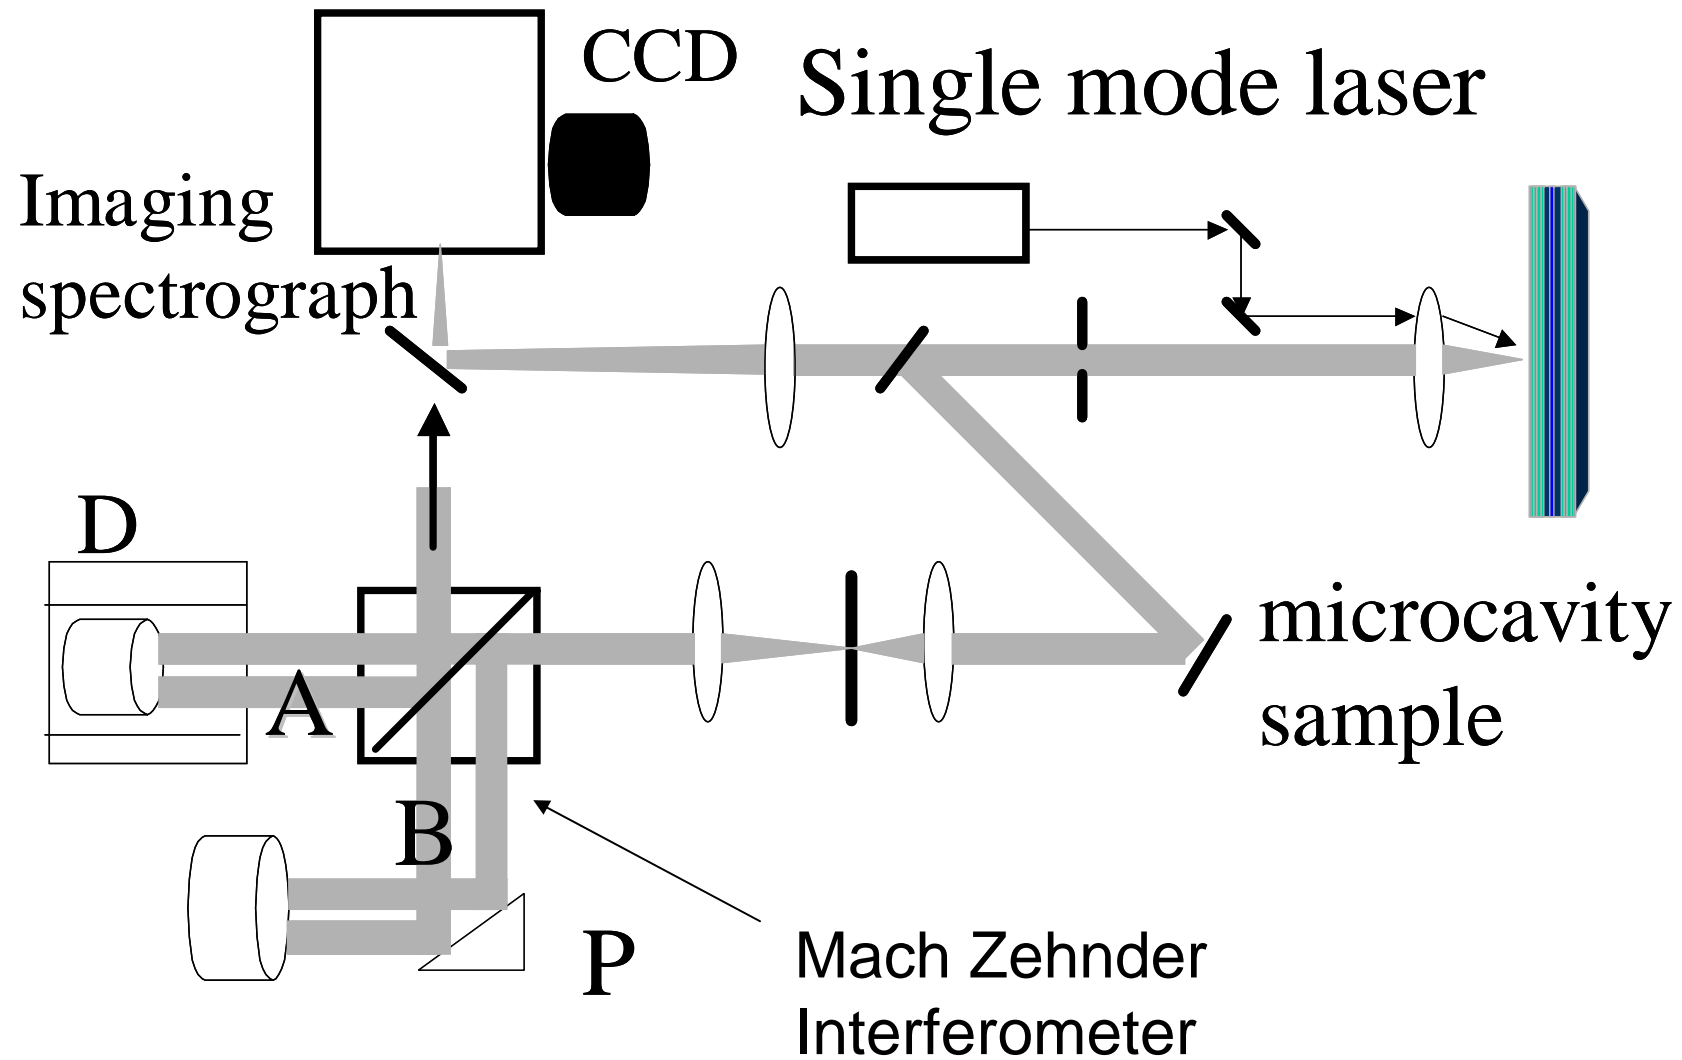 CCD
Single mode laser
Imaging
spectrograph
D
microcavity
sample
A
B
P
Mach Zehnder
Interferometer